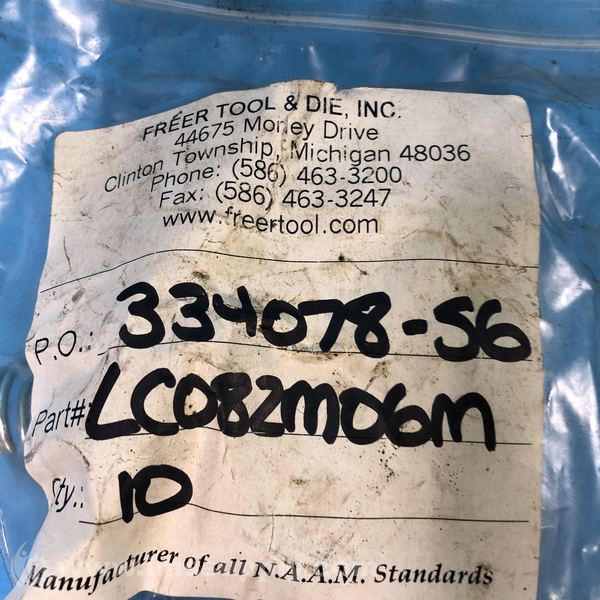 FREER TOOL & DIE, INC.
44675 Morley Drive
Clinton Township, Michigan 48036
Phone: (586) 463-3200
Fax: (586) 463-3247
www.freertool.com
P.O.: 334078-S6
Part# LC082M06M
Qty.: 10
Manufacturer of all N.A.A.M. Standards